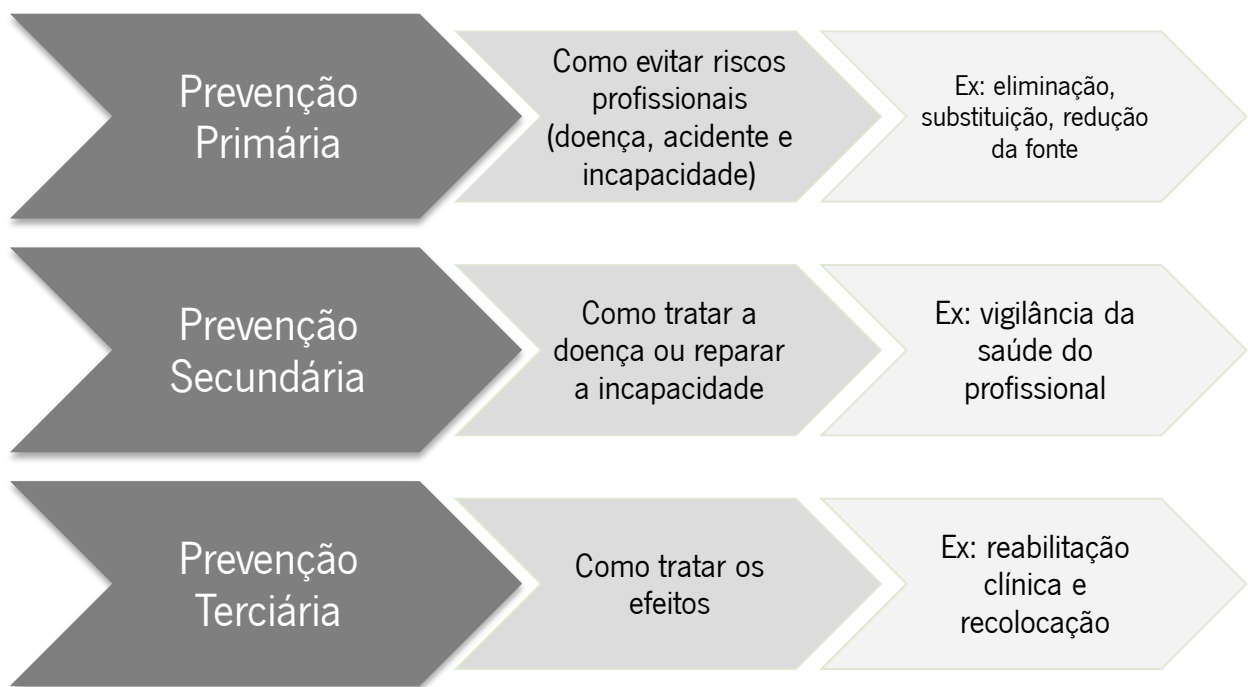 Prevenção
Primária
Como evitar riscos
profissionais
(doença, acidente e
incapacidade)
Ex: eliminação,
substituição, redução
da fonte
Prevenção
Secundária
Como tratar a
doença ou reparar
a incapacidade
Ex: vigilância da
saúde do
profissional
Prevenção
Terciária
Como tratar os
efeitos
Ex: reabilitação
clínica e
recolocação